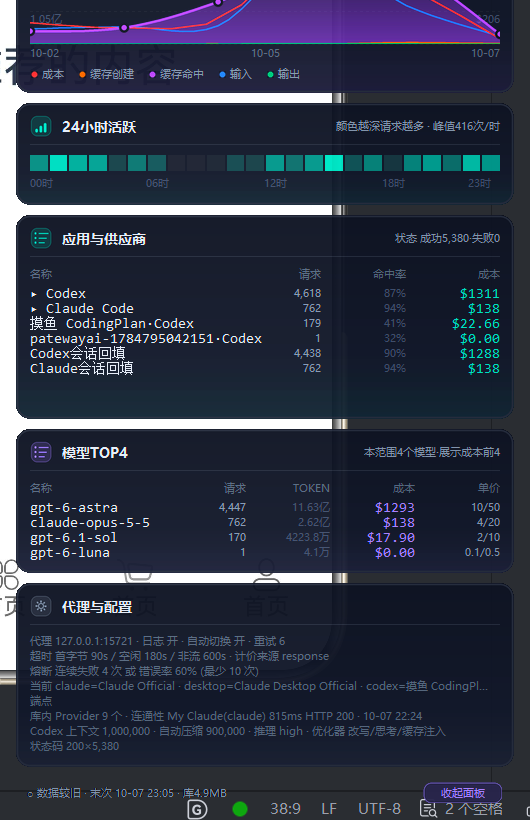 1.05亿
1206
10-02 10-05 10-07
成本 缓存创建 缓存命中 输入 输出
24小时活跃 颜色越深请求越多 · 峰值416次/时
00时 06时 12时 18时 23时
应用与供应商 状态 成功5,380·失败0
名称 请求 命中率 成本
▸ Codex 4,618 87% $1311
▸ Claude Code 762 94% $138
摸鱼 CodingPlan·Codex 179 41% $22.66
patewayai-1784795042151·Codex 1 32% $0.00
Codex会话回填 4,438 90% $1288
Claude会话回填 762 94% $138
模型TOP4 本范围4个模型·展示成本前4
名称 请求 TOKEN 成本 单价
gpt-6-astra 4,447 11.63亿 $1293 10/50
claude-opus-5-5 762 2.62亿 $138 4/20
gpt-6.1-sol 170 4223.8万 $17.90 2/10
gpt-6-luna 1 4.1万 $0.00 0.1/0.5
首页
代理与配置
代理 127.0.0.1:15721 · 日志 开 · 自动切换 开 · 重试 6
超时 首字节 90s / 空闲 180s / 非流 600s · 计价来源 response
熔断 连续失败 4 次 或 错误率 60% (最少 10 次)
当前 claude=Claude Official · desktop=Claude Desktop Official · codex=摸鱼 CodingPl...
端点
库内 Provider 9 个 · 连通性 My Claude(claude) 815ms HTTP 200 · 10-07 22:24
Codex 上下文 1,000,000 · 自动压缩 900,000 · 推理 high · 优化器 改写/思考/缓存注入
状态码 200×5,380
○ 数据较旧 · 末次 10-07 23:05 · 库4.9MB 收起面板
38:9 LF UTF-8 2 个空格